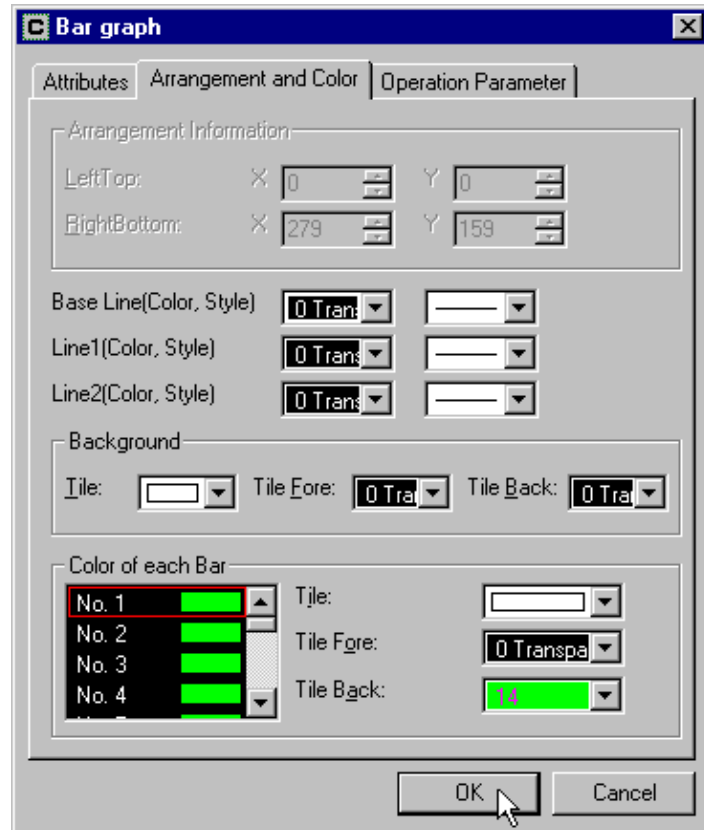 C Bar graph
Attributes Arrangement and Color Operation Parameter
Arrangement Information
LeftTop: X 0 Y 0
RightBottom: X 279 Y 159
Base Line(Color, Style) 0 Tran
Line1(Color, Style) 0 Trans
Line2(Color, Style) 0 Trans
Background
Tile: Tile Fore: 0 Tra Tile Back: 0 Tra
Color of each Bar
No. 1 Tile:
No. 2 Tile Fore: 0 Transpa
No. 3
No. 4 Tile Back: 14
OK Cancel